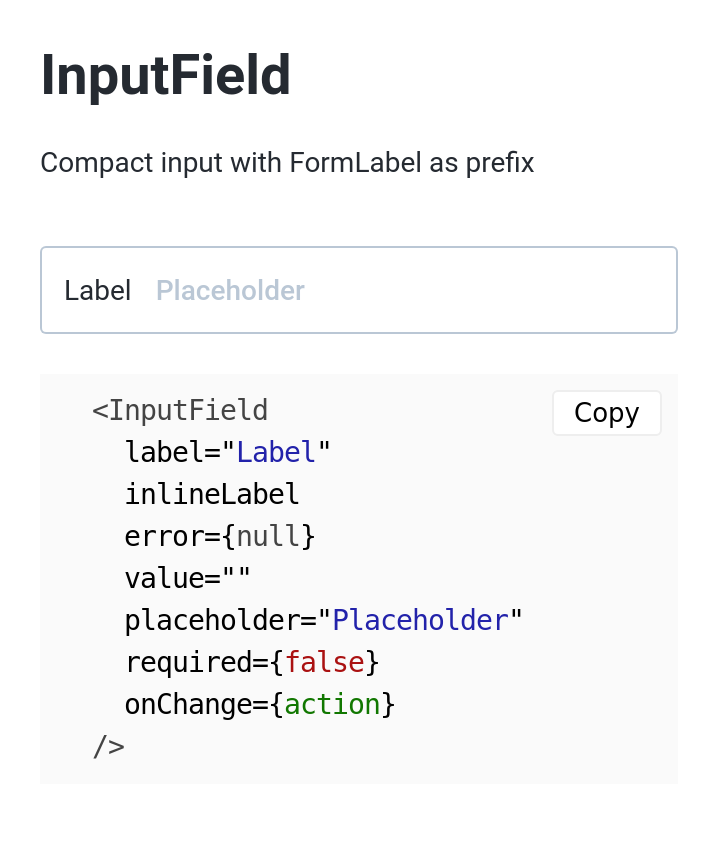 InputField
Compact input with FormLabel as prefix
Label Placeholder
<InputField
Copy
label="Label"
inlineLabel
error={null}
value=""
placeholder="Placeholder"
required={false}
onChange={action}
/>